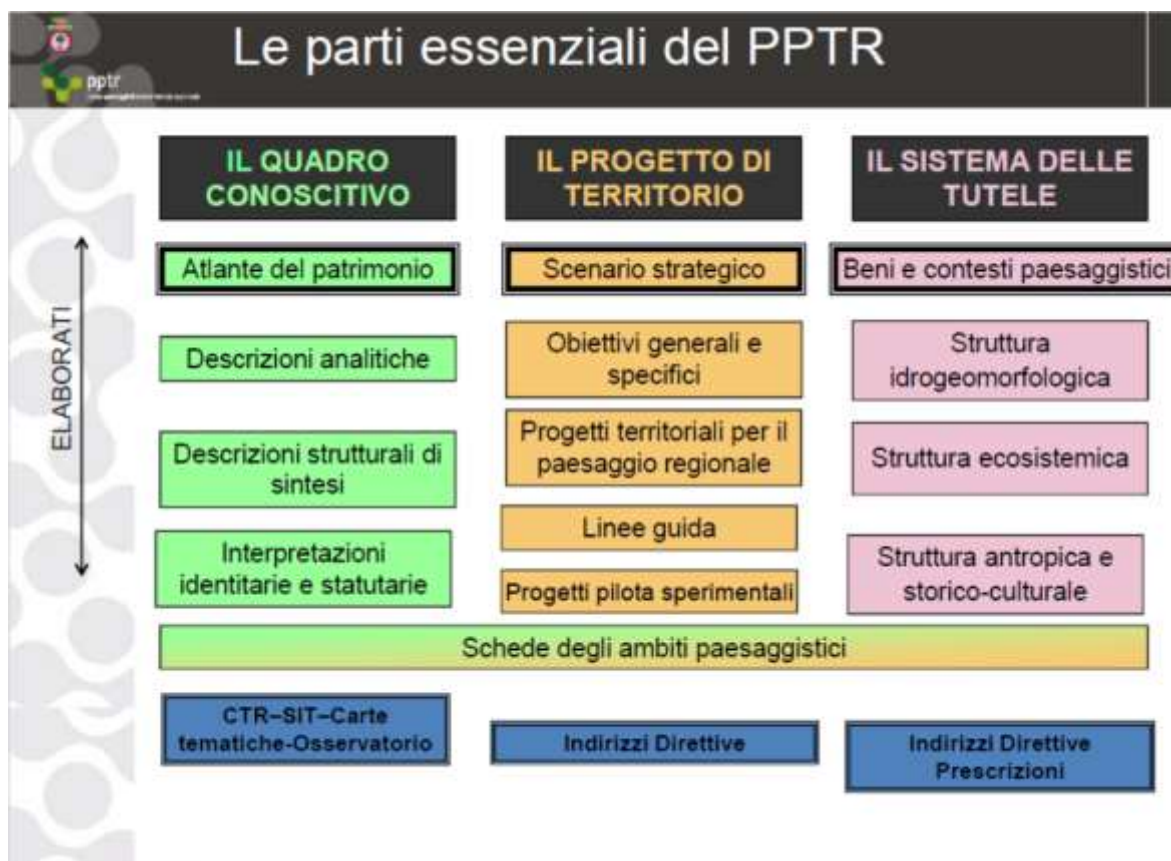 Le parti essenziali del PPTR
pptr
IL QUADRO
CONOSCITIVO
Atlante del patrimonio
Descrizioni analitiche
Descrizioni strutturali di
sintesi
Interpretazioni
identitarie e statutarie
IL PROGETTO DI
TERRITORIO
Scenario strategico
Obiettivi generali e
specifici
Progetti territoriali per il
paesaggio regionale
Linee guida
Progetti pilota sperimentali
IL SISTEMA DELLE
TUTELE
Beni e contesti paesaggistici
Struttura
idrogeomorfologica
Struttura ecosistemica
Struttura antropica e
storico-culturale
ELABORATI
Schede degli ambiti paesaggistici
CTR–SIT–Carte
tematiche-Osservatorio
Indirizzi Direttive
Indirizzi Direttive
Prescrizioni